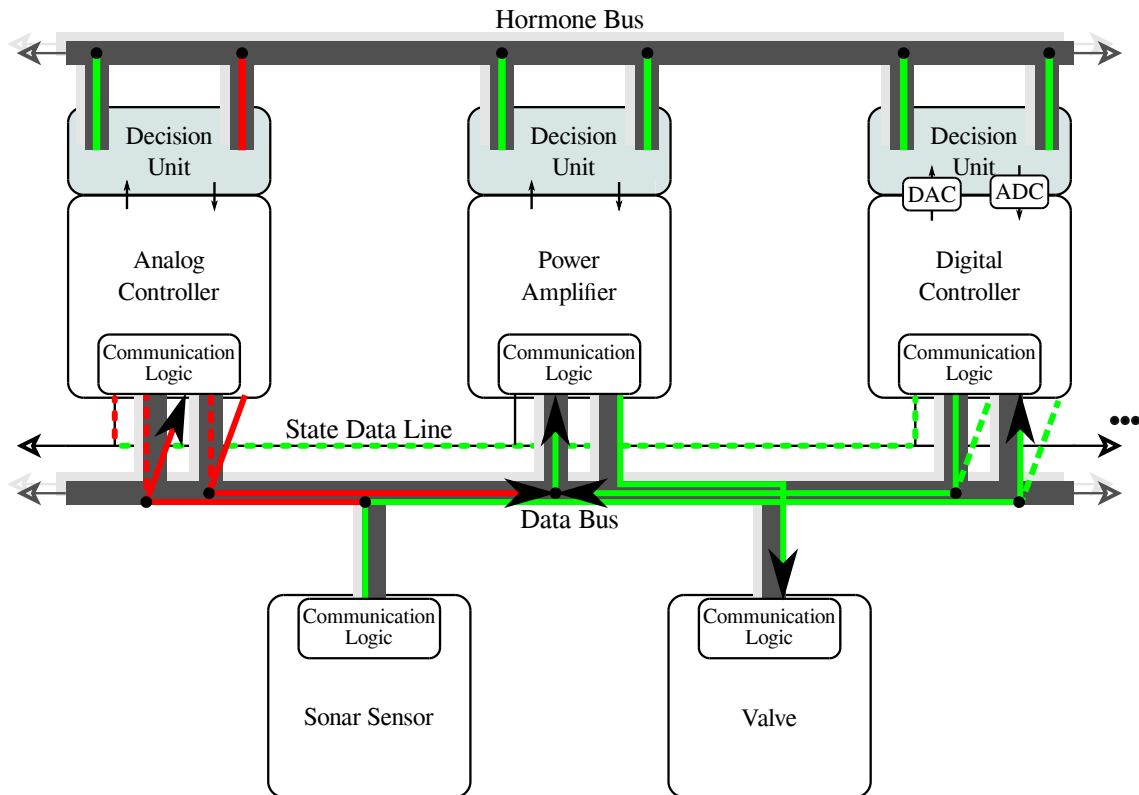 Hormone Bus
Decision
Unit
Decision
Unit
Decision
Unit
DAC
ADC
Analog
Controller
Power
Amplifier
Digital
Controller
Communication
Logic
Communication
Logic
Communication
Logic
State Data Line
Data Bus
Communication
Logic
Communication
Logic
Sonar Sensor
Valve